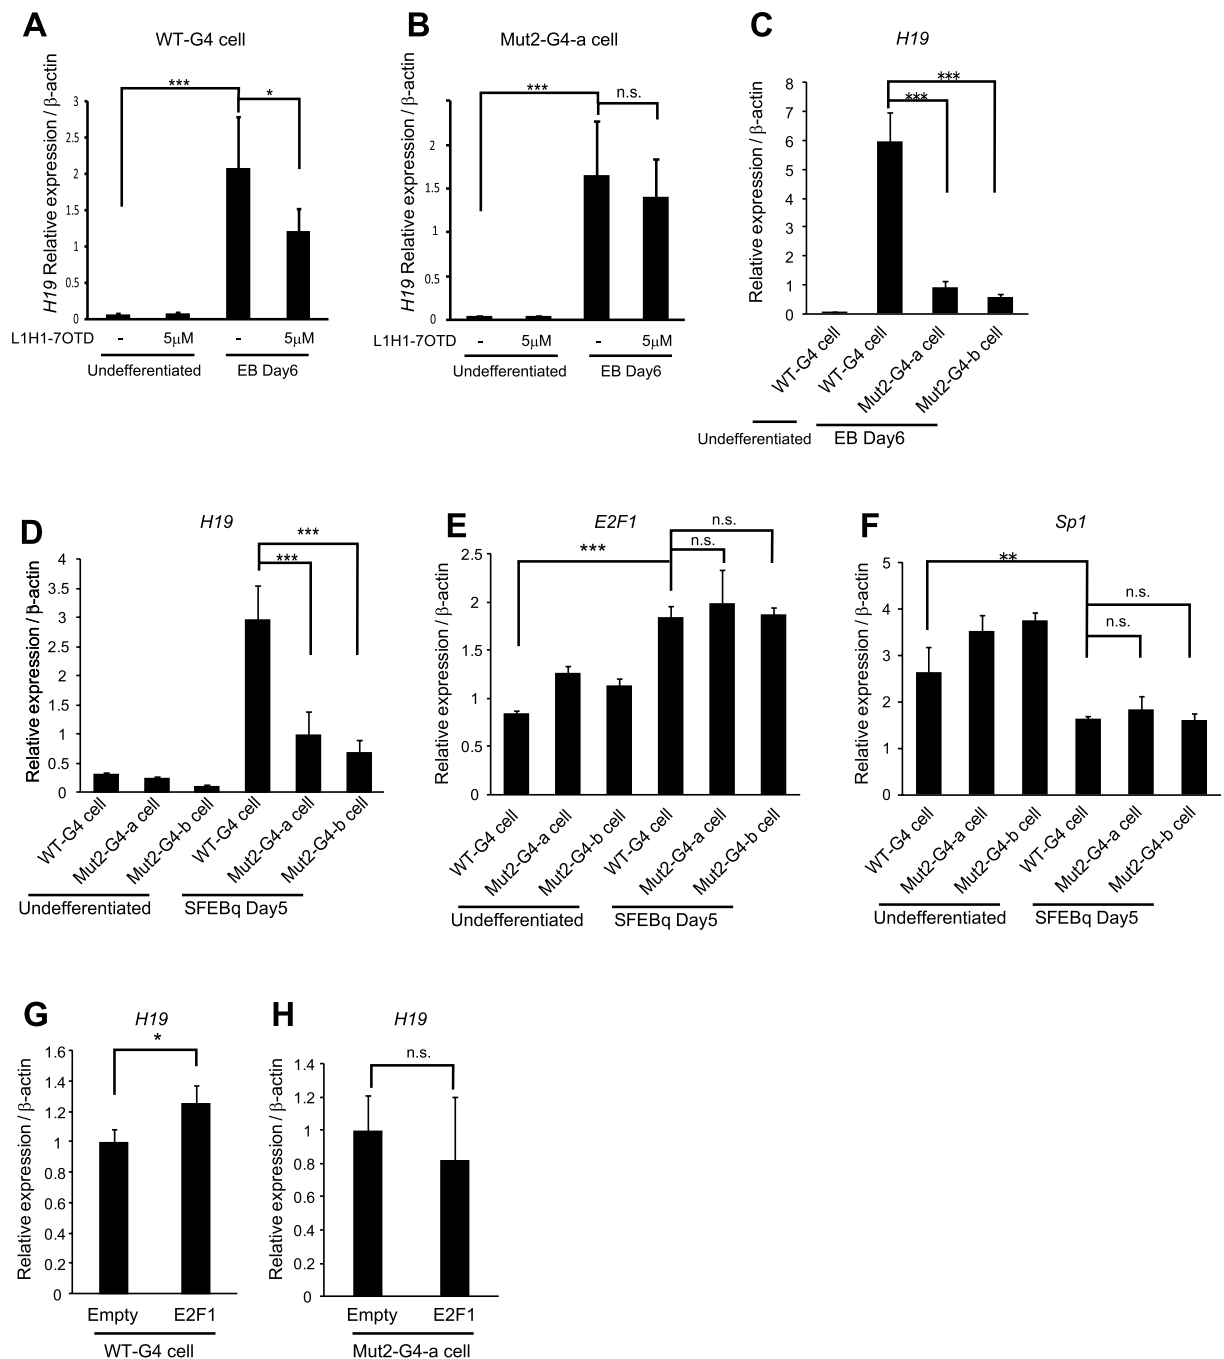 A
WT-G4 cell
H19 Relative expression / β-actin
3
2.5
2
1.5
1
0.5
0
***
*
L1H1-7OTD
- 5μM - 5μM
Undefferentiated EB Day6
B
Mut2-G4-a cell
H19 Relative expression / β-actin
2
1.5
1
0.5
0
***
n.s.
L1H1-7OTD
- 5μM - 5μM
Undefferentiated EB Day6
C
H19
Relative expression / β-actin
8
7
6
5
4
3
2
1
0
***
***
WT-G4 cell
WT-G4 cell
Mut2-G4-a cell
Mut2-G4-b cell
Undefferentiated EB Day6
D
H19
Relative expression / β-actin
4
3.5
3
2.5
2
1.5
1
0.5
0
***
***
WT-G4 cell
Mut2-G4-a cell
Mut2-G4-b cell
WT-G4 cell
Mut2-G4-a cell
Mut2-G4-b cell
Undefferentiated SFEBq Day5
E
E2F1
Relative expression / β-actin
2.5
2
1.5
1
0.5
0
***
n.s.
n.s.
WT-G4 cell
Mut2-G4-a cell
Mut2-G4-b cell
WT-G4 cell
Mut2-G4-a cell
Mut2-G4-b cell
Undefferentiated SFEBq Day5
F
Sp1
Relative expression / β-actin
5
4
3
2
1
0
**
n.s.
n.s.
WT-G4 cell
Mut2-G4-a cell
Mut2-G4-b cell
WT-G4 cell
Mut2-G4-a cell
Mut2-G4-b cell
Undefferentiated SFEBq Day5
G
H19
Relative expression / β-actin
1.6
1.4
1.2
1
0.8
0.6
0.4
0.2
0
*
Empty E2F1
WT-G4 cell
H
H19
Relative expression / β-actin
1.4
1.2
1
0.8
0.6
0.4
0.2
0
n.s.
Empty E2F1
Mut2-G4-a cell